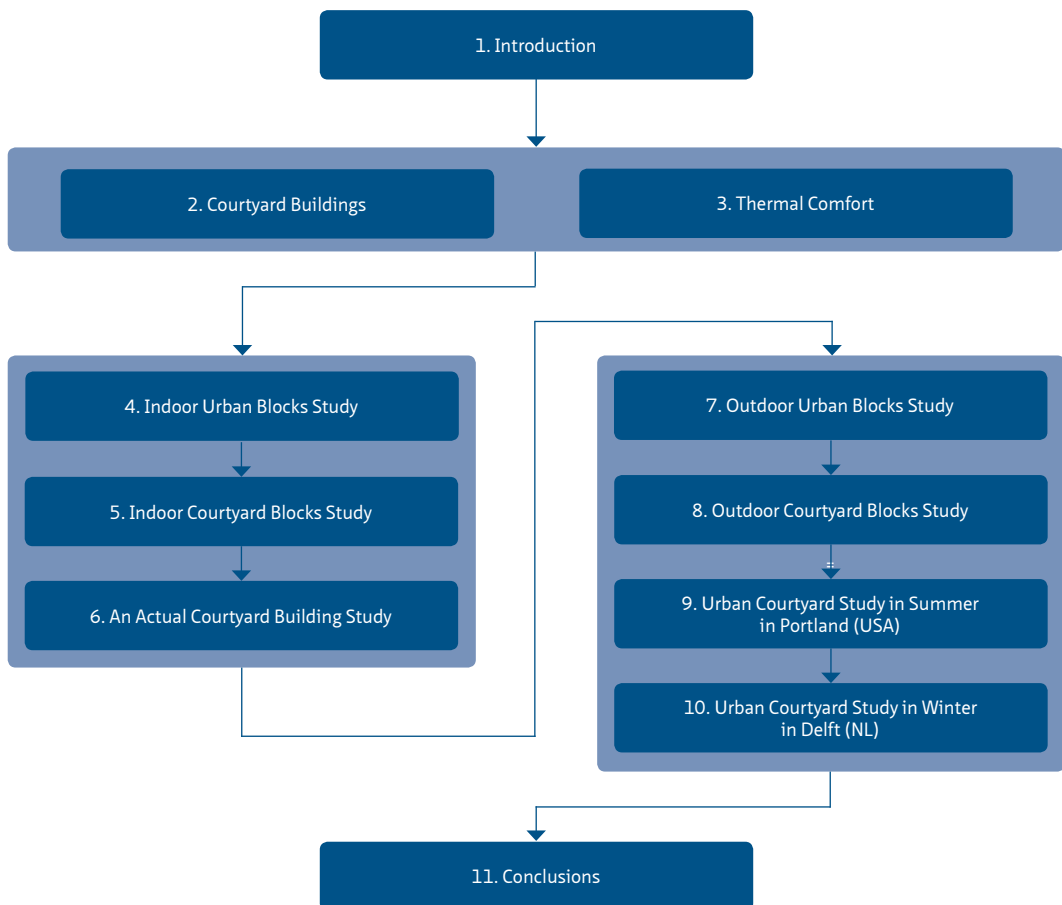 1. Introduction
2. Courtyard Buildings
3. Thermal Comfort
4. Indoor Urban Blocks Study
5. Indoor Courtyard Blocks Study
6. An Actual Courtyard Building Study
7. Outdoor Urban Blocks Study
8. Outdoor Courtyard Blocks Study
9. Urban Courtyard Study in Summer
in Portland (USA)
10. Urban Courtyard Study in Winter
in Delft (NL)
11. Conclusions